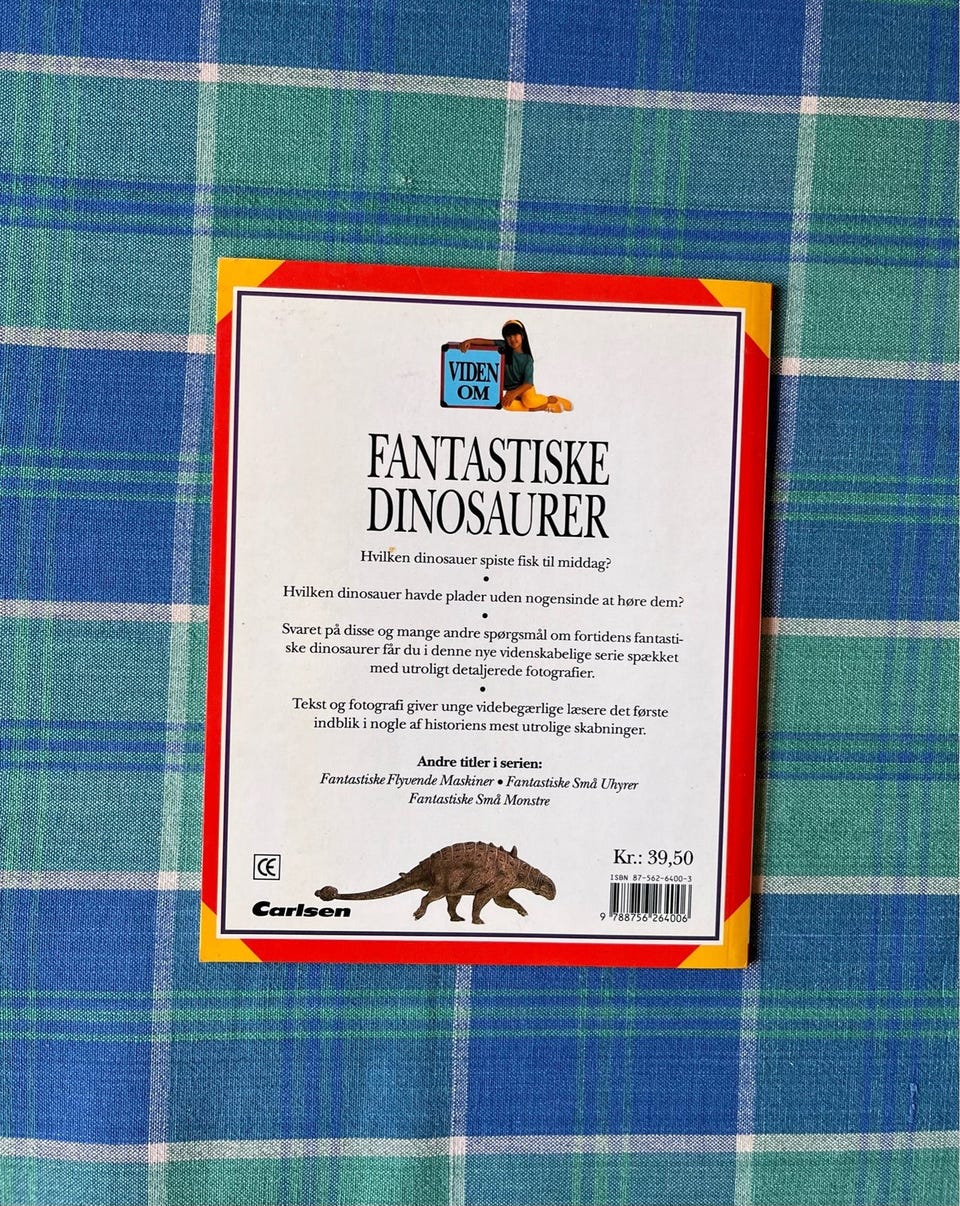 VIDEN
OM
FANTASTISKE
DINOSAURER
Hvilken dinosauer spiste fisk til middag?
•
Hvilken dinosauer havde plader uden nogensinde at høre dem?
•
Svaret på disse og mange andre spørgsmål om fortidens fantasti-
ske dinosaurer får du i denne nye videnskabelige serie spækket
med utroligt detaljerede fotografier.
•
Tekst og fotografi giver unge videbegærlige læsere det første
indblik i nogle af historiens mest utrolige skabninger.
Andre titler i serien:
Fantastiske Flyvende Maskiner • Fantastiske Små Uhyrer
Fantastiske Små Monstre
Kr.: 39,50
ISBN 87-562-6400-3
CE
Carlsen
9 788756 264006